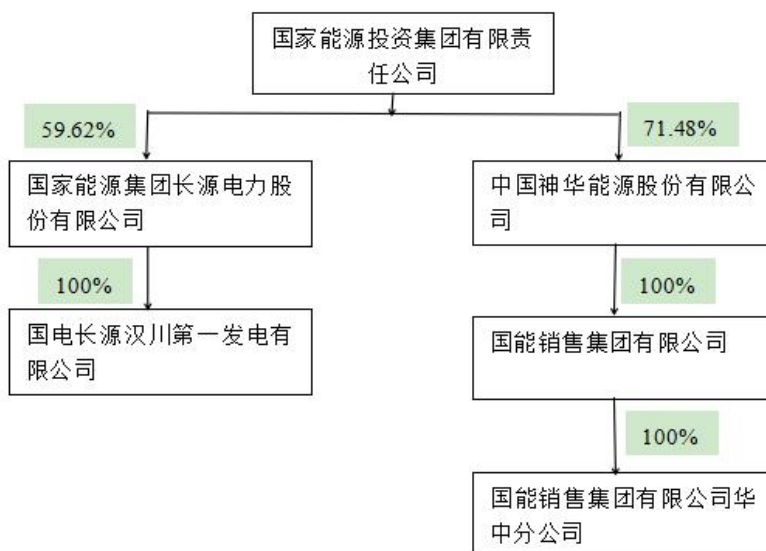 国家能源投资集团有限责
任公司
59.62%
71.48%
国家能源集团长源电力股
份有限公司
中国神华能源股份有限公
司
100%
100%
国电长源汉川第一发电有
限公司
国能销售集团有限公司
100%
国能销售集团有限公司华
中分公司